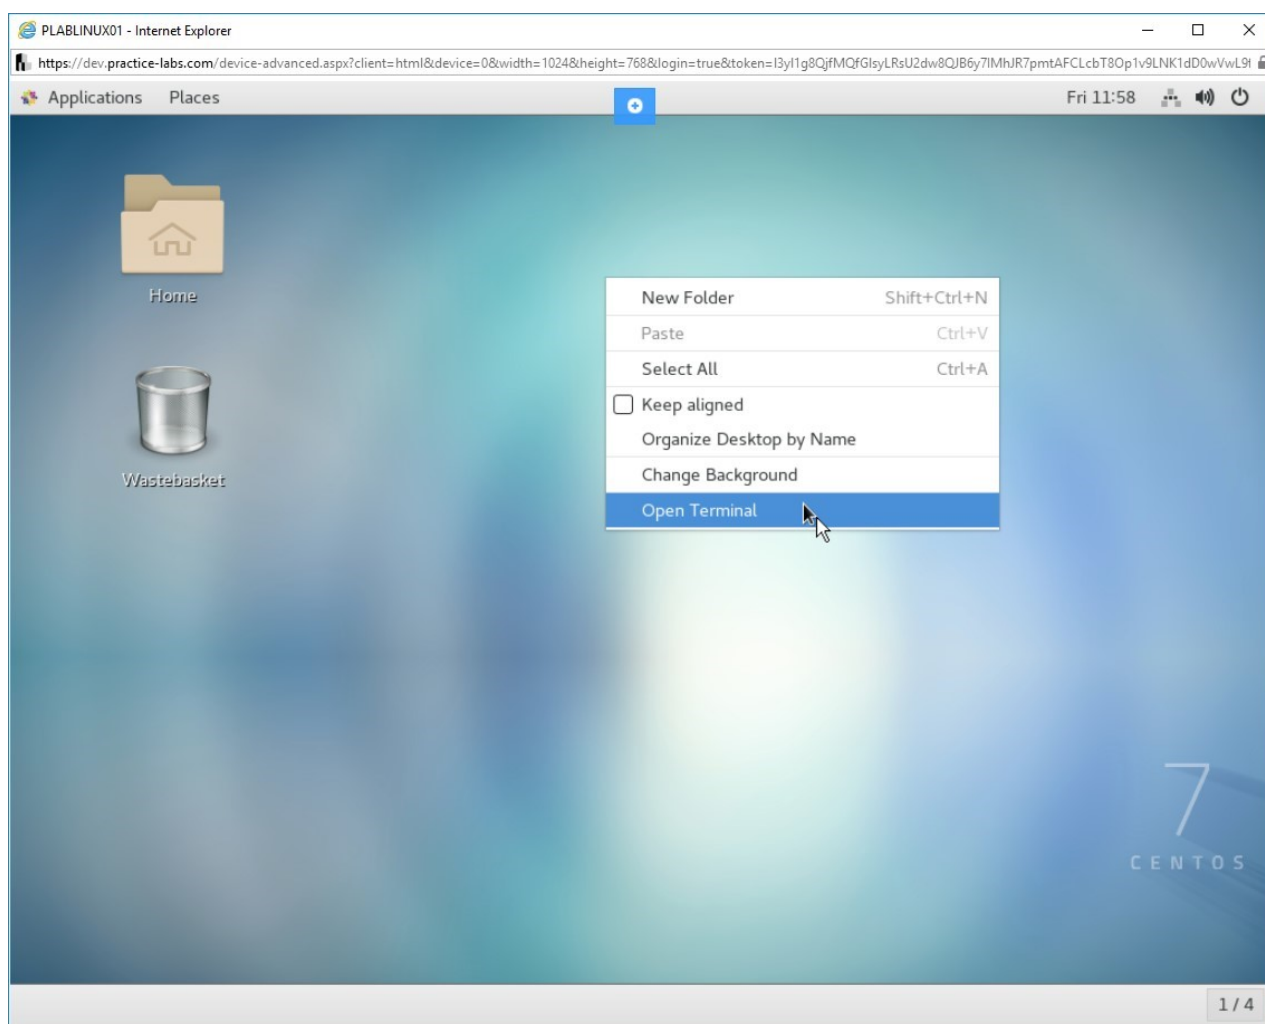 PLABLINUX01 - Internet Explorer
https://dev.practice-labs.com/device-advanced.aspx?client=html&device=0&width=1024&height=768&login=true&token=
Applications Places Fri 11:58
Home
Wastebasket
New Folder Shift+Ctrl+N
Paste Ctrl+V
Select All Ctrl+A
Keep aligned
Organize Desktop by Name
Change Background
Open Terminal
7
CENTOS
1 / 4